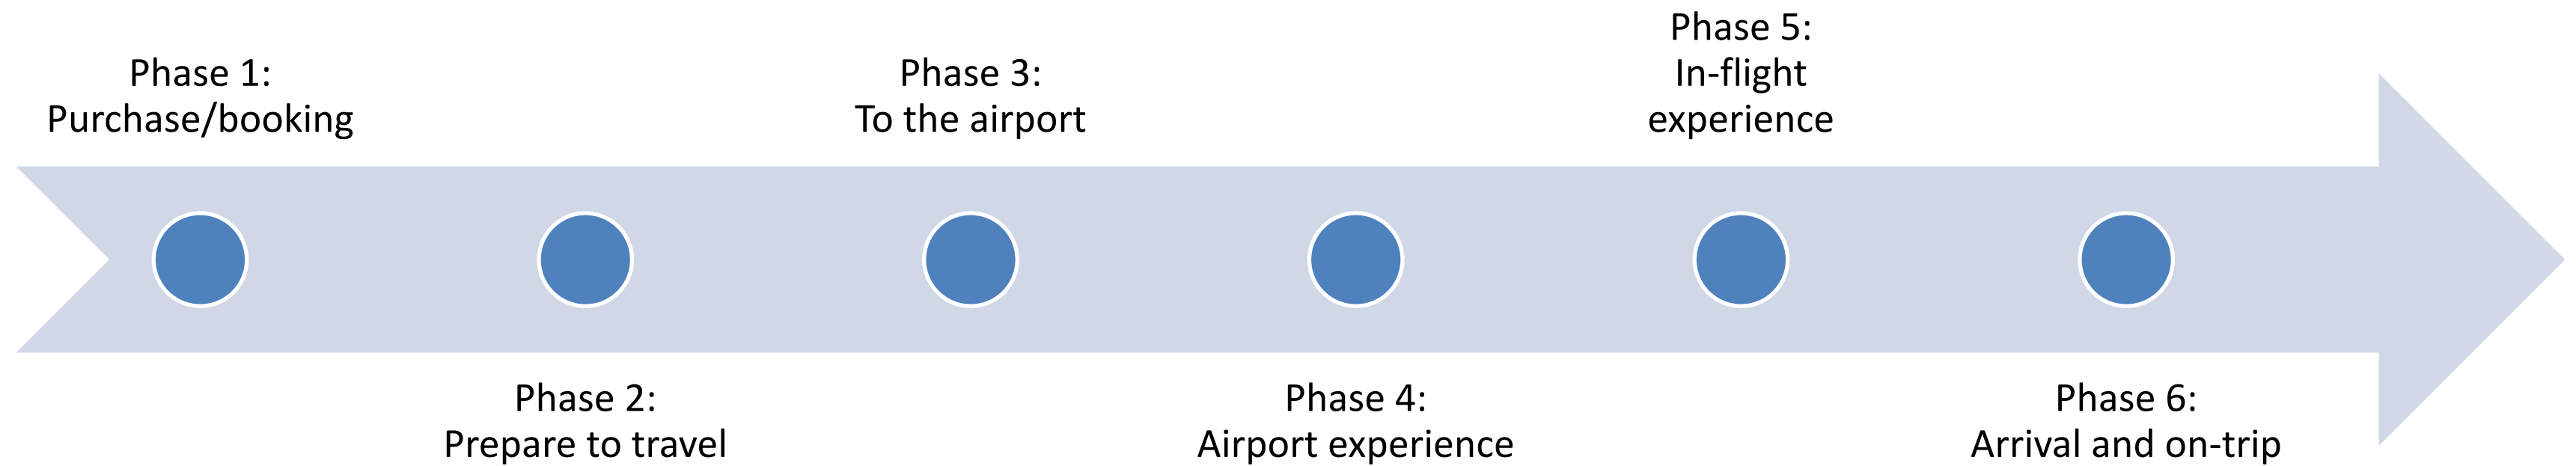 Phase 1:
Purchase/booking
Phase 2:
Prepare to travel
Phase 3:
To the airport
Phase 4:
Airport experience
Phase 5:
In-flight
experience
Phase 6:
Arrival and on-trip